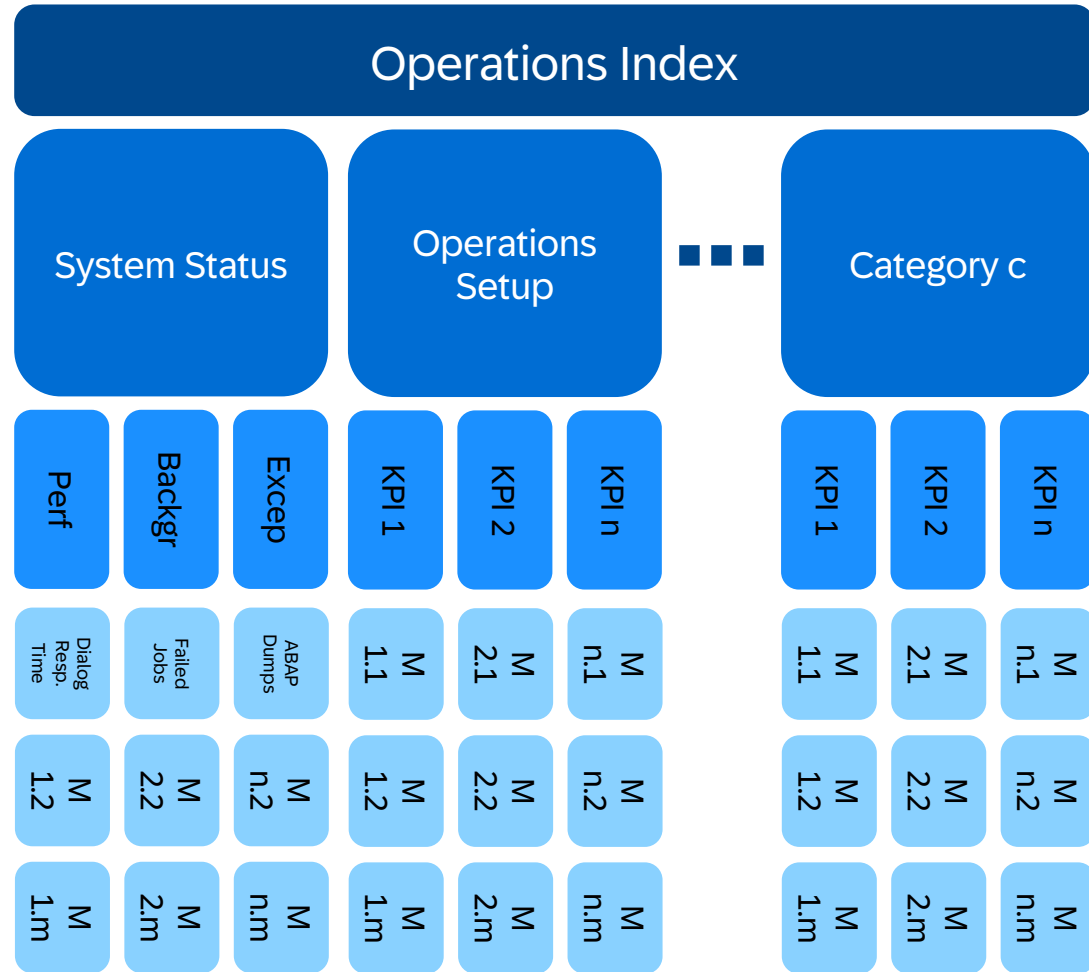 Operations Index
System Status
Operations
Setup
Category c
Perf
Backgr
Excep
KPI 1
KPI 2
KPI n
KPI 1
KPI 2
KPI n
Dialog
Resp.
Time
Failed
Jobs
ABAP
Dumps
M
1.1
M
2.1
M
n.1
M
1.1
M
2.1
M
n.1
M
1.2
M
2.2
M
n.2
M
1.2
M
2.2
M
n.2
M
1.2
M
2.2
M
n.2
M
1.m
M
2.m
M
n.m
M
1.m
M
2.m
M
n.m
M
1.m
M
2.m
M
n.m